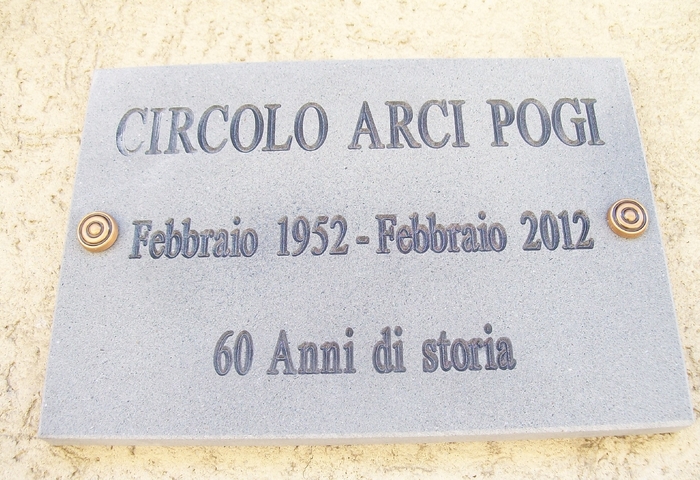 CIRCOLO ARCI POGI
Febbraio 1952 - Febbraio 2012
60 Anni di storia